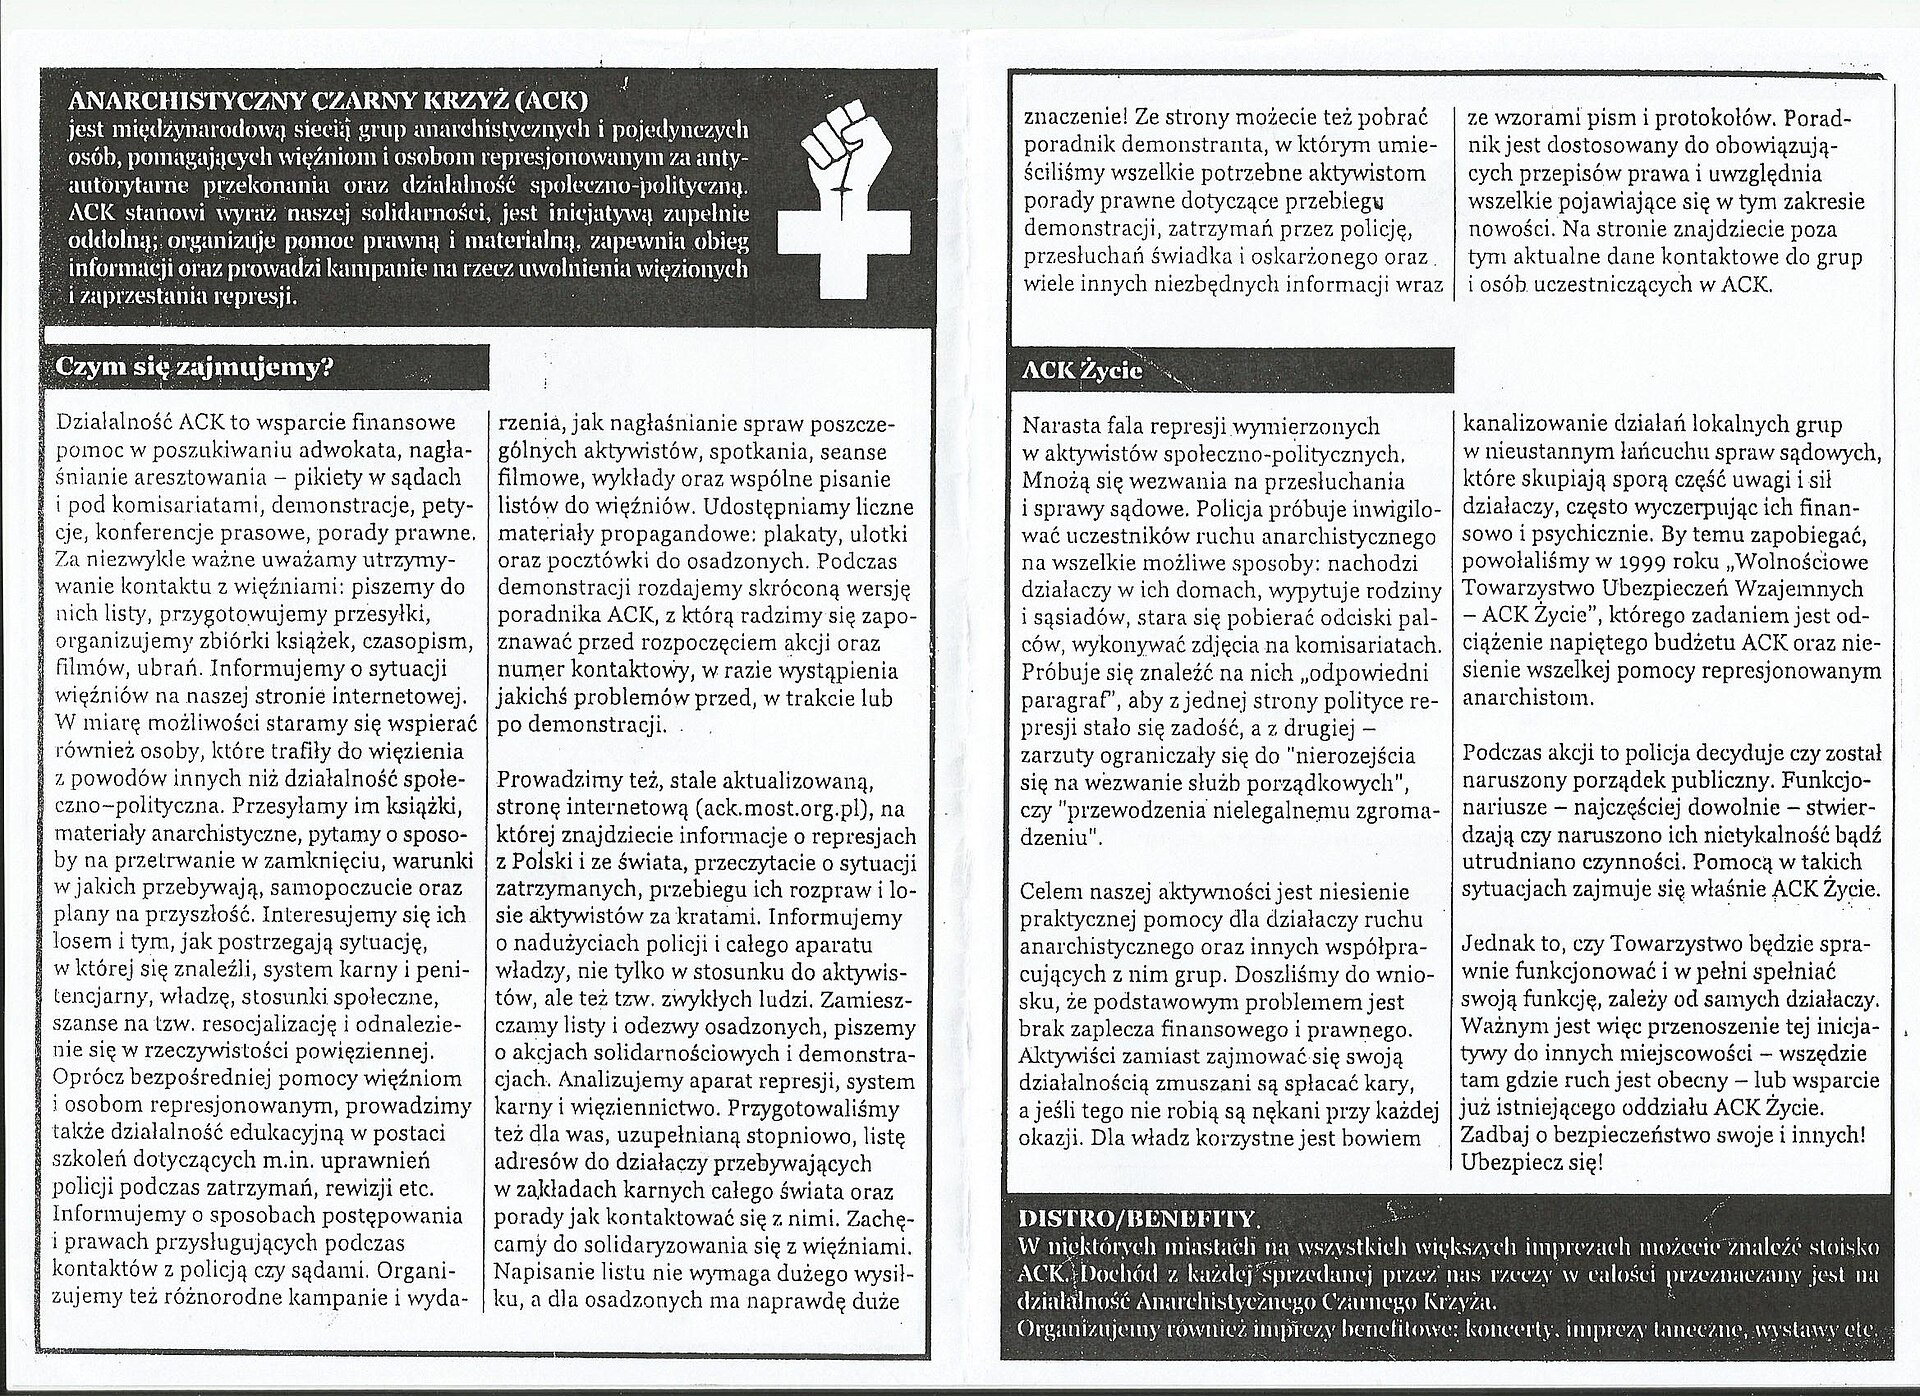 ANARCHISTYCZNY CZARNY KRZYŻ (ACK)
jest międzynarodową siecią grup anarchistycznych i pojedynczych
osób, pomagających więźniom i osobom represjonowanym za anty-
autorytarne przekonania oraz działalność społeczno-polityczną.
ACK stanowi wyraz naszej solidarności, jest inicjatywą zupełnie
oddolną; organizuje pomoc prawną i materialną, zapewnia obieg
informacji oraz prowadzi kampanie na rzecz uwolnienia więzionych
i zaprzestania represji.
Czym się zajmujemy?
Działalność ACK to wsparcie finansowe
pomoc w poszukiwaniu adwokata, nagła-
śnianie aresztowania – pikiety w sądach
i pod komisariatami, demonstracje, pety-
cje, konferencje prasowe, porady prawne.
Za niezwykle ważne uważamy utrzymy-
wanie kontaktu z więźniami: piszemy do
nich listy, przygotowujemy przesyłki,
organizujemy zbiórki książek, czasopism,
filmów, ubrań. Informujemy o sytuacji
więźniów na naszej stronie internetowej.
W miarę możliwości staramy się wspierać
również osoby, które trafiły do więzienia
z powodów innych niż działalność społe-
czno-polityczna. Przesyłamy im książki,
materiały anarchistyczne, pytamy o sposo-
by na przetrwanie w zamknięciu, warunki
w jakich przebywają, samopoczucie oraz
plany na przyszłość. Interesujemy się ich
losem i tym, jak postrzegają sytuację,
w której się znaleźli, system karny i peni-
tencjarny, władzę, stosunki społeczne,
szanse na tzw. resocjalizację i odnalezie-
nie się w rzeczywistości powięziennej.
Oprócz bezpośredniej pomocy więźniom
i osobom represjonowanym, prowadzimy
także działalność edukacyjną w postaci
szkoleń dotyczących m.in. uprawnień
policji podczas zatrzymań, rewizji etc.
Informujemy o sposobach postępowania
i prawach przysługujących podczas
kontaktów z policją czy sądami. Organi-
zujemy też różnorodne kampanie i wyda-
rzenia, jak nagłaśnianie spraw poszcze-
gólnych aktywistów, spotkania, seanse
filmowe, wykłady oraz wspólne pisanie
listów do więźniów. Udostępniamy liczne
materiały propagandowe: plakaty, ulotki
oraz pocztówki do osadzonych. Podczas
demonstracji rozdajemy skróconą wersję
poradnika ACK, z którą radzimy się zapo-
znawać przed rozpoczęciem akcji oraz
numer kontaktowy, w razie wystąpienia
jakichś problemów przed, w trakcie lub
po demonstracji.
Prowadzimy też, stale aktualizowaną,
stronę internetową (ack.most.org.pl), na
której znajdziecie informacje o represjach
z Polski i ze świata, przeczytacie o sytuacji
zatrzymanych, przebiegu ich rozpraw i lo-
sie aktywistów za kratami. Informujemy
o nadużyciach policji i całego aparatu
władzy, nie tylko w stosunku do aktywis-
tów, ale też tzw. zwykłych ludzi. Zamiesz-
czamy listy i odezwy osadzonych, piszemy
o akcjach solidarnościowych i demonstra-
cjach. Analizujemy aparat represji, system
karny i więziennictwo. Przygotowaliśmy
też dla was, uzupełnianą stopniowo, listę
adresów do działaczy przebywających
w zakładach karnych całego świata oraz
porady jak kontaktować się z nimi. Zachę-
camy do solidaryzowania się z więźniami.
Napisanie listu nie wymaga dużego wysił-
ku, a dla osadzonych ma naprawdę duże
znaczenie! Ze strony możecie też pobrać
poradnik demonstranta, w którym umie-
ściliśmy wszelkie potrzebne aktywistom
porady prawne dotyczące przebiegu
demonstracji, zatrzymań przez policję,
przesłuchań świadka i oskarżonego oraz
wiele innych niezbędnych informacji wraz
ze wzorami pism i protokołów. Porad-
nik jest dostosowany do obowiązują-
cych przepisów prawa i uwzględnia
wszelkie pojawiające się w tym zakresie
nowości. Na stronie znajdziecie poza
tym aktualne dane kontaktowe do grup
i osób uczestniczących w ACK.
ACK Życie
Narasta fala represji wymierzonych
w aktywistów społeczno-politycznych.
Mnożą się wezwania na przesłuchania
i sprawy sądowe. Policja próbuje inwigilo-
wać uczestników ruchu anarchistycznego
na wszelkie możliwe sposoby: nachodzi
działaczy w ich domach, wypytuje rodziny
i sąsiadów, stara się pobierać odciski pal-
ców, wykonywać zdjęcia na komisariatach.
Próbuje się znaleźć na nich „odpowiedni
paragraf”, aby z jednej strony polityce re-
presji stało się zadość, a z drugiej –
zarzuty ograniczały się do "nierozejścia
się na wezwanie służb porządkowych",
czy "przewodzenia nielegalnemu zgroma-
dzeniu".
Celem naszej aktywności jest niesienie
praktycznej pomocy dla działaczy ruchu
anarchistycznego oraz innych współpra-
cujących z nim grup. Doszliśmy do wnio-
sku, że podstawowym problemem jest
brak zaplecza finansowego i prawnego.
Aktywiści zamiast zajmować się swoją
działalnością zmuszani są spłacać kary,
a jeśli tego nie robią są nękani przy każdej
okazji. Dla władz korzystne jest bowiem
kanalizowanie działań lokalnych grup
w nieustannym łańcuchu spraw sądowych,
które skupiają sporą część uwagi i sił
działaczy, często wyczerpując ich finan-
sowo i psychicznie. By temu zapobiegać,
powołaliśmy w 1999 roku „Wolnościowe
Towarzystwo Ubezpieczeń Wzajemnych
– ACK Życie”, którego zadaniem jest od-
ciążenie napiętego budżetu ACK oraz nie-
sienie wszelkej pomocy represjonowanym
anarchistom.
Podczas akcji to policja decyduje czy został
naruszony porządek publiczny. Funkcjo-
nariusze – najczęściej dowolnie – stwier-
dzają czy naruszono ich nietykalność bądź
utrudniano czynności. Pomocą w takich
sytuacjach zajmuje się właśnie ACK Życie.
Jednak to, czy Towarzystwo będzie spra-
wnie funkcjonować i w pełni spełniać
swoją funkcję, zależy od samych działaczy.
Ważnym jest więc przenoszenie tej inicja-
tywy do innych miejscowości – wszędzie
tam gdzie ruch jest obecny – lub wsparcie
już istniejącego oddziału ACK Życie.
Zadbaj o bezpieczeństwo swoje i innych!
Ubezpiecz się!
DISTRO/BENEFITY
W niektórych miastach na wszystkich większych imprezach możecie znaleźć stoisko
ACK. Dochód z każdej sprzedanej przez nas rzeczy w całości przeznaczany jest na
działalność Anarchistycznego Czarnego Krzyża.
Organizujemy również imprezy benefitowe: koncerty, imprezy taneczne, wystawy etc.